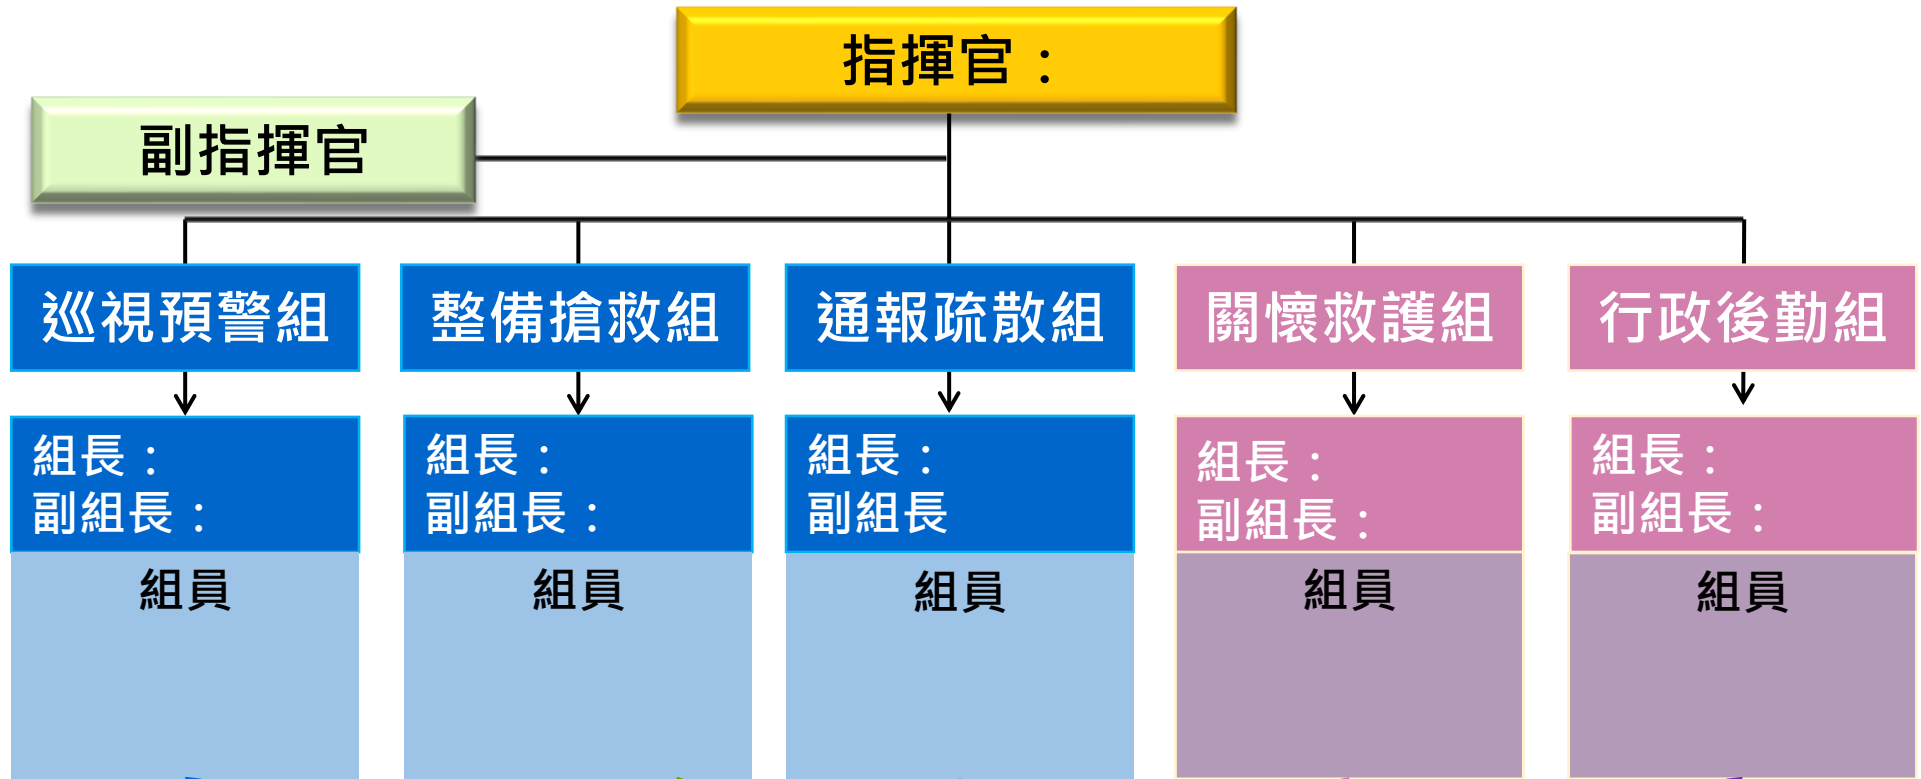 指揮官：
副指揮官
巡視預警組
整備搶救組
通報疏散組
關懷救護組
行政後勤組
組長：
副組長：
組員
組長：
副組長：
組員
組長：
副組長
組員
組長：
副組長：
組員
組長：
副組長：
組員